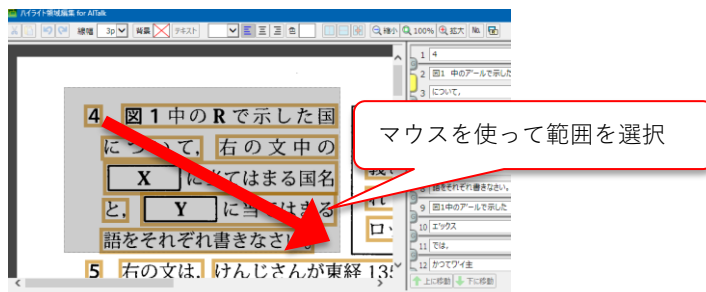 ハイライト領域編集 for AITalk
線幅 3p 背景 テキスト 縮小 100% 拡大
4 図1中のRで示した国
について, 右の文中の
X に当てはまる国名
と, Y に当てはまる
語をそれぞれ書きなさい。
5 右の文は, けんじさんが東経 135
マウスを使って範囲を選択
1 4
2 図1 中のアールで示した
3 について,
8 語をそれぞれ書きなさい。
9 図1中のアールで示した
10 エックス
11 では,
12 かつてワイ主
上に移動 下に移動